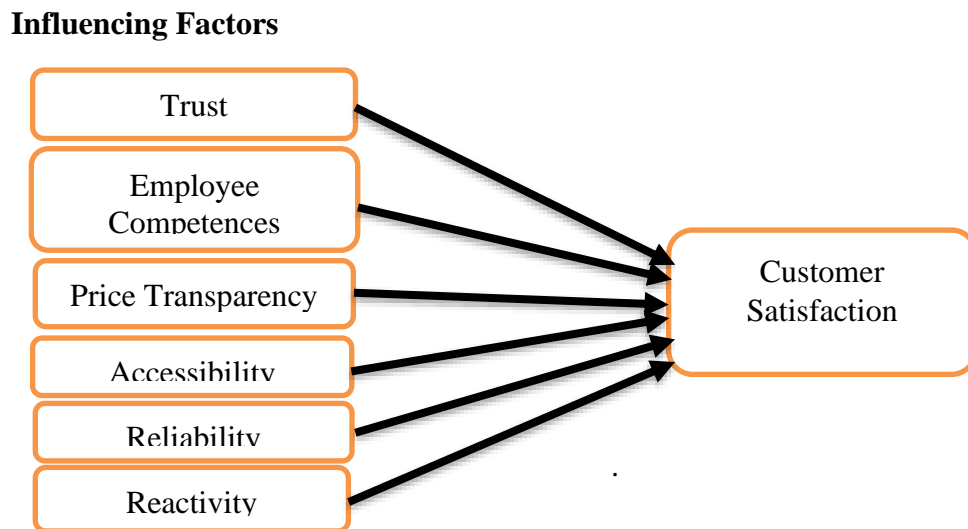 Influencing Factors
Trust
Employee
Competences
Price Transparency
Accessibility
Reliability
Reactivity
Customer
Satisfaction
.